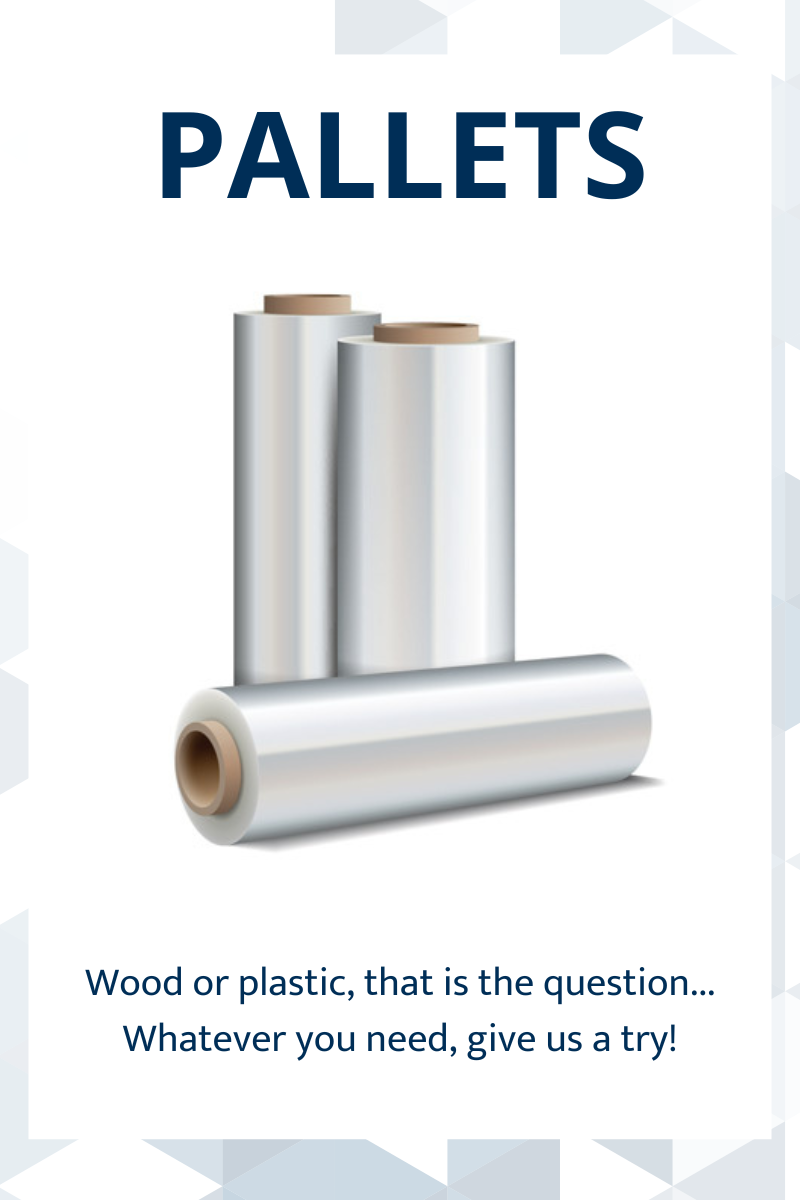 PALLETS
Wood or plastic, that is the question...
Whatever you need, give us a try!